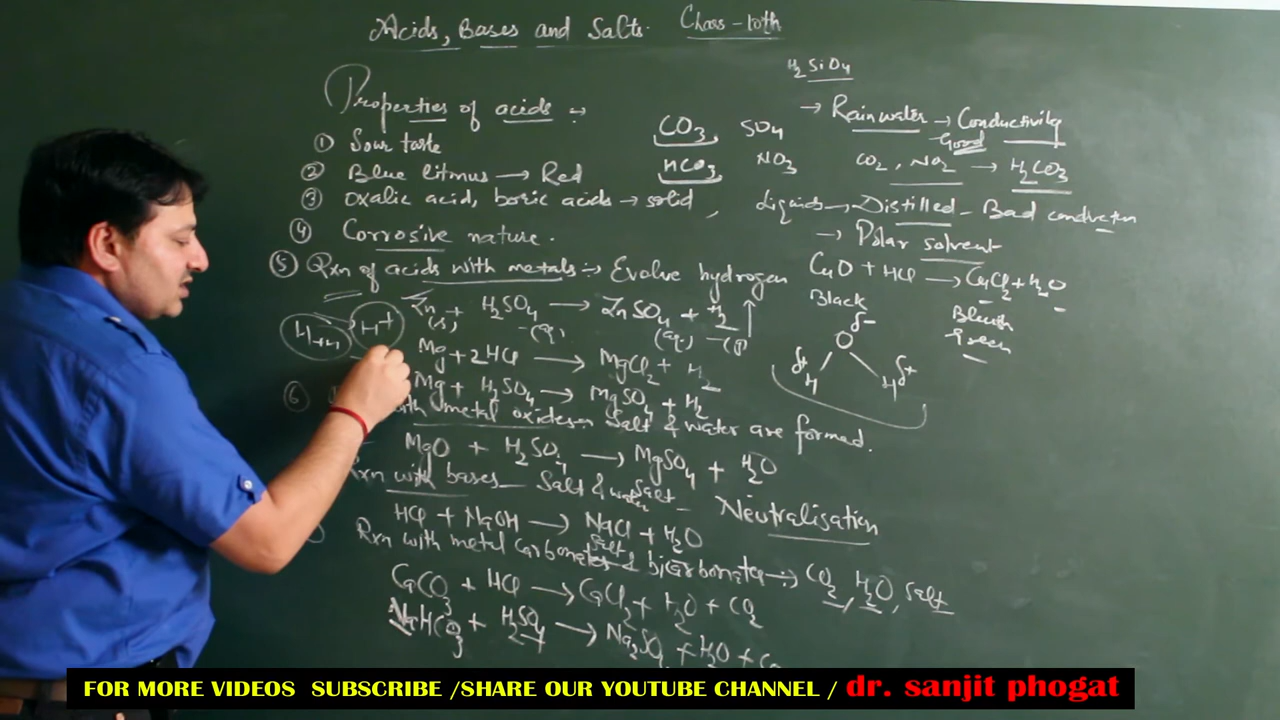 Acids, Bases and Salts. Class - 10th
Properties of acids :-
① Sour taste
② Blue litmus → Red
③ Oxalic acid, boric acids → solid, Liquids
④ Corrosive nature.
⑤ Rxn of acids with metals :- Evolve hydrogen
Zn(s) + H2SO4 (aq) → ZnSO4 (aq.) + H2 ↑
H+
Mg + 2HCl → MgCl2 + H2
Mg + H2SO4 → MgSO4 + H2
⑥ with metal oxides Salt & water are formed.
MgO + H2SO4 → MgSO4 + H2O
Salt
Rxn with bases - Salt & water - Neutralisation
HCl + NaOH → NaCl + H2O
Salt
Rxn with metal carbonates & bicarbonates :- CO2, H2O, Salt
CaCO3 + HCl → CaCl2 + H2O + CO2
NaHCO3 + H2SO4 → Na2SO4 + H2O +
CO3, SO4
HCO3, NO3
H2SiO4
→ Rainwater → Conductivity
Good
CO2, NO2 → H2CO3
→ Distilled - Bad conductor
→ Polar solvent
CuO + HCl → CuCl2 + H2O
Black Bluish Green
δ-
O
δ+ H H δ+
FOR MORE VIDEOS SUBSCRIBE /SHARE OUR YOUTUBE CHANNEL / dr. sanjit phogat